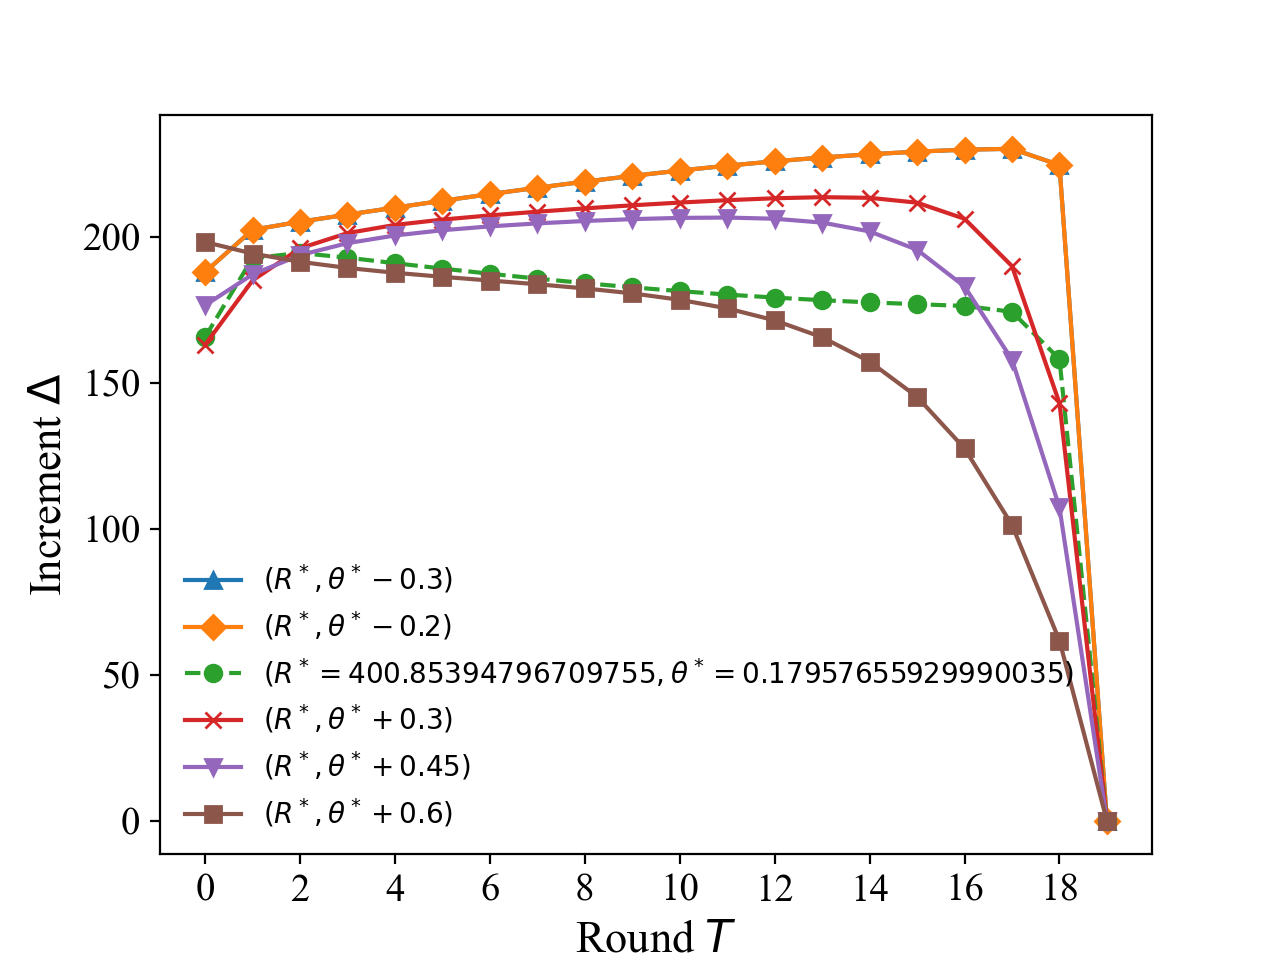 200
150
100
50
0
Increment Δ
(R*, θ* − 0.3)
(R*, θ* − 0.2)
(R* = 400.85394796709755, θ* = 0.17957655929990035)
(R*, θ* + 0.3)
(R*, θ* + 0.45)
(R*, θ* + 0.6)
0 2 4 6 8 10 12 14 16 18
Round T